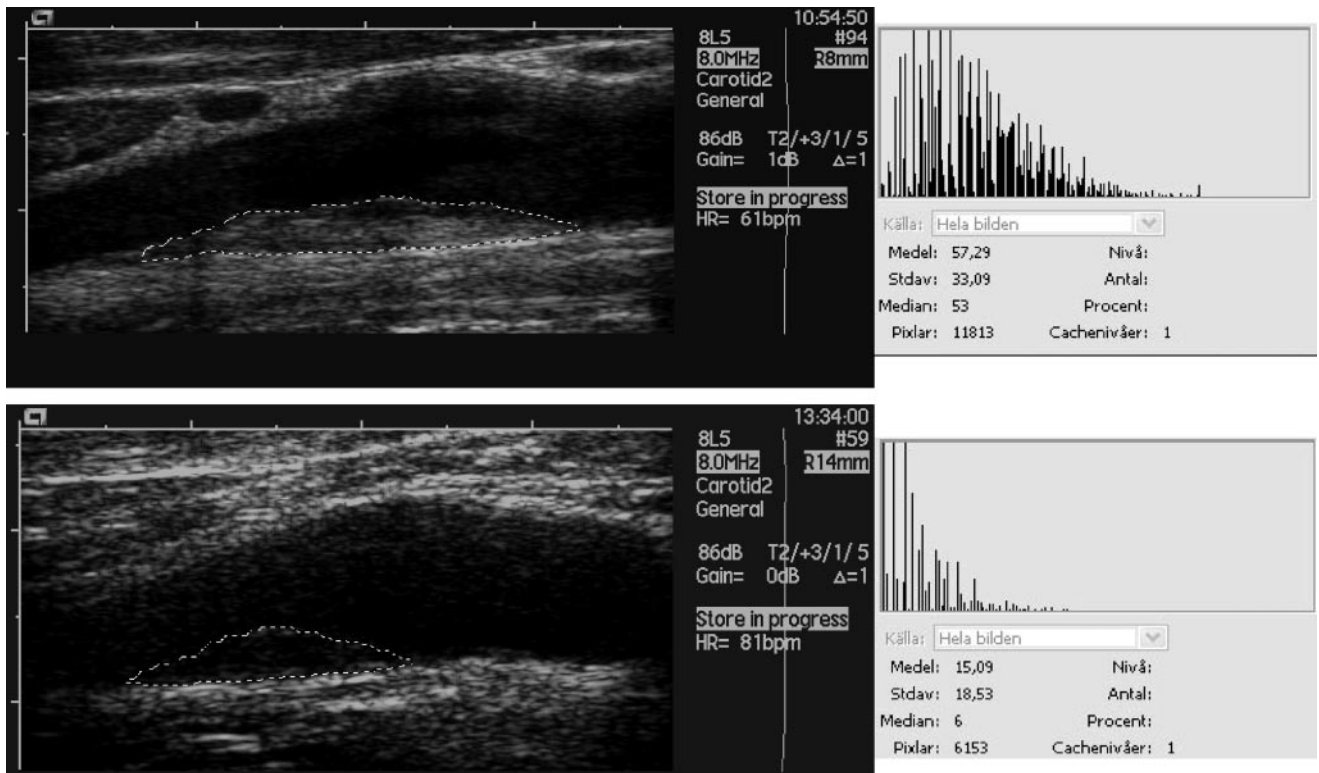 10:54:50
8L5 #94
8.0MHz R8mm
Carotid2
General
86dB T2/+3/1/ 5
Gain= 1dB Δ=1
Store in progress
HR= 61bpm
Källa: Hela bilden
Medel: 57,29 Nivå:
Stdav: 33,09 Antal:
Median: 53 Procent:
Pixlar: 11813 Cachenivåer: 1
13:34:00
8L5 #59
8.0MHz R14mm
Carotid2
General
86dB T2/+3/1/ 5
Gain= 0dB Δ=1
Store in progress
HR= 81bpm
Källa: Hela bilden
Medel: 15,09 Nivå:
Stdav: 18,53 Antal:
Median: 6 Procent:
Pixlar: 6153 Cachenivåer: 1